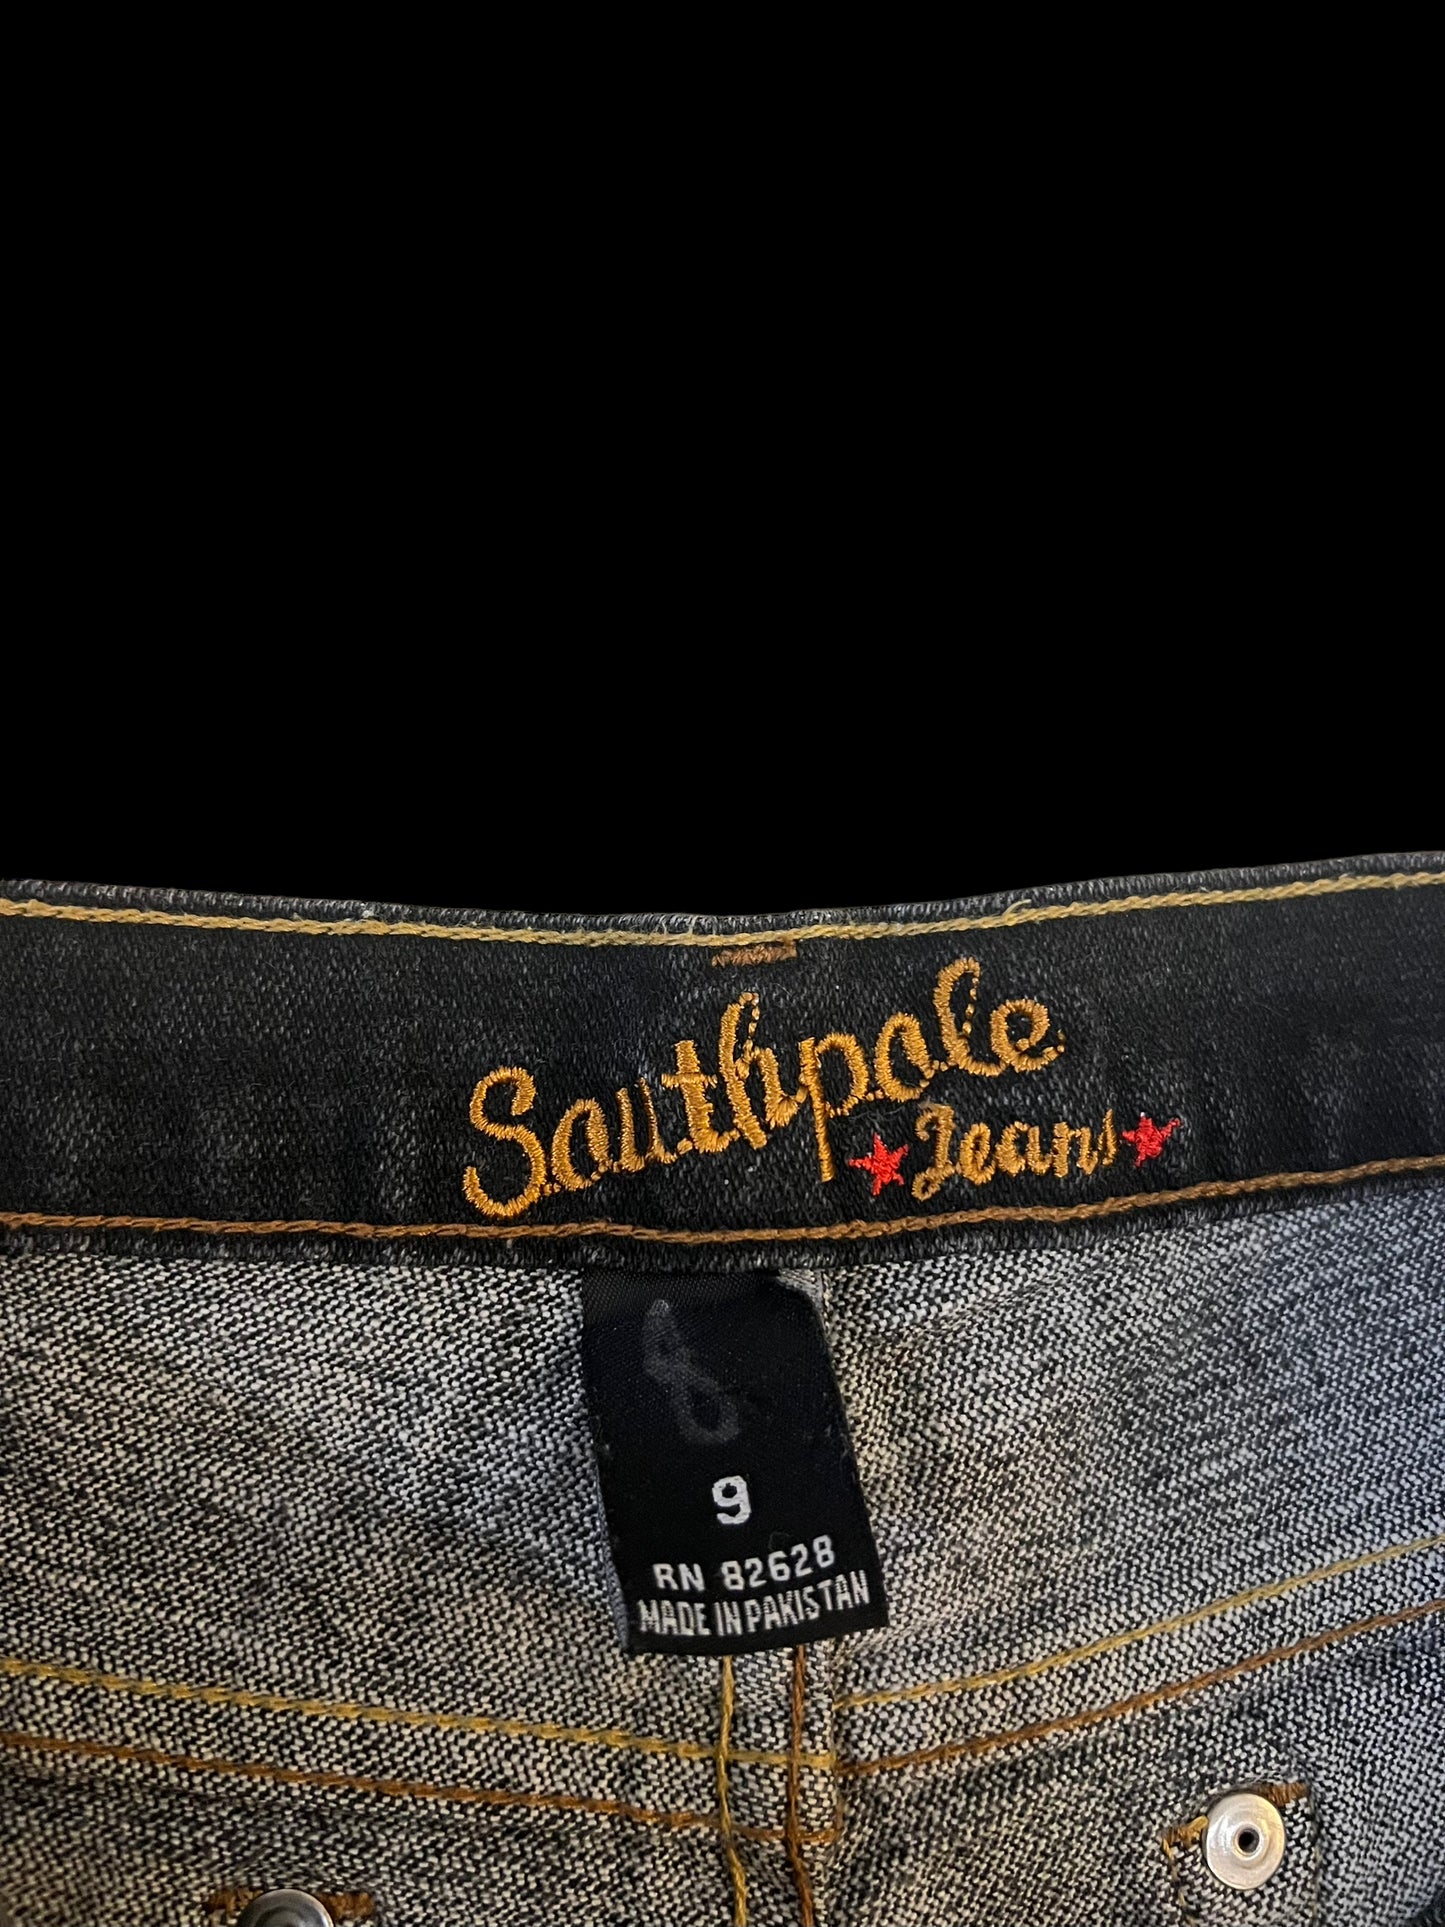 Southpole
Jeans
9
RN 82628
MADE IN PAKISTAN